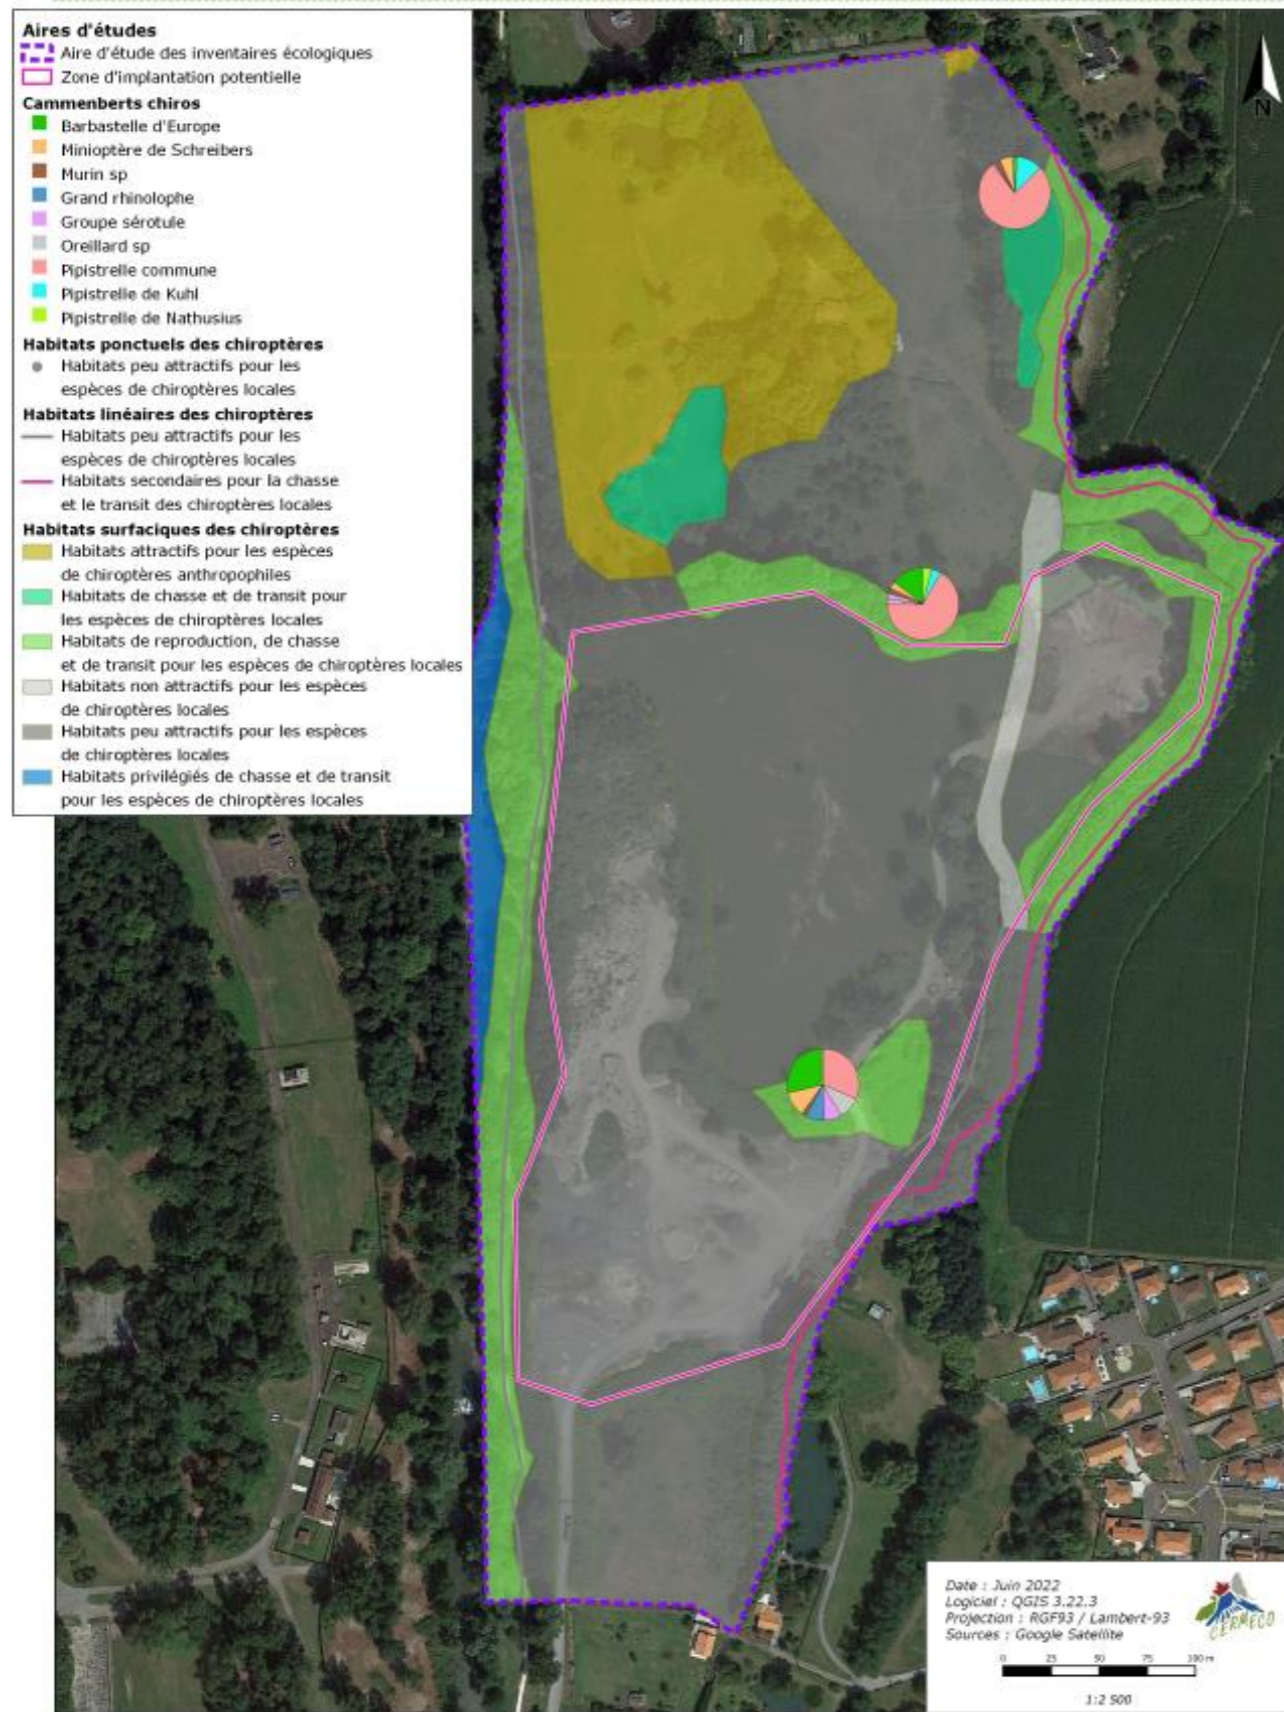 Aires d'études
Aire d'étude des inventaires écologiques
Zone d'implantation potentielle
Cammenberts chiros
Barbastelle d'Europe
Minioptère de Schreibers
Murin sp
Grand rhinolophe
Groupe sérotule
Oreillard sp
Pipistrelle commune
Pipistrelle de Kuhl
Pipistrelle de Nathusius
Habitats ponctuels des chiroptères
Habitats peu attractifs pour les
espèces de chiroptères locales
Habitats linéaires des chiroptères
Habitats peu attractifs pour les
espèces de chiroptères locales
Habitats secondaires pour la chasse
et le transit des chiroptères locales
Habitats surfaciques des chiroptères
Habitats attractifs pour les espèces
de chiroptères anthropophiles
Habitats de chasse et de transit pour
les espèces de chiroptères locales
Habitats de reproduction, de chasse
et de transit pour les espèces de chiroptères locales
Habitats non attractifs pour les espèces
de chiroptères locales
Habitats peu attractifs pour les espèces
de chiroptères locales
Habitats privilégiés de chasse et de transit
pour les espèces de chiroptères locales
N
Date : Juin 2022
Logiciel : QGIS 3.22.3
Projection : RGF93 / Lambert-93
Sources : Google Satellite
CERMECO
0 25 50 75 100 m
1:2 500